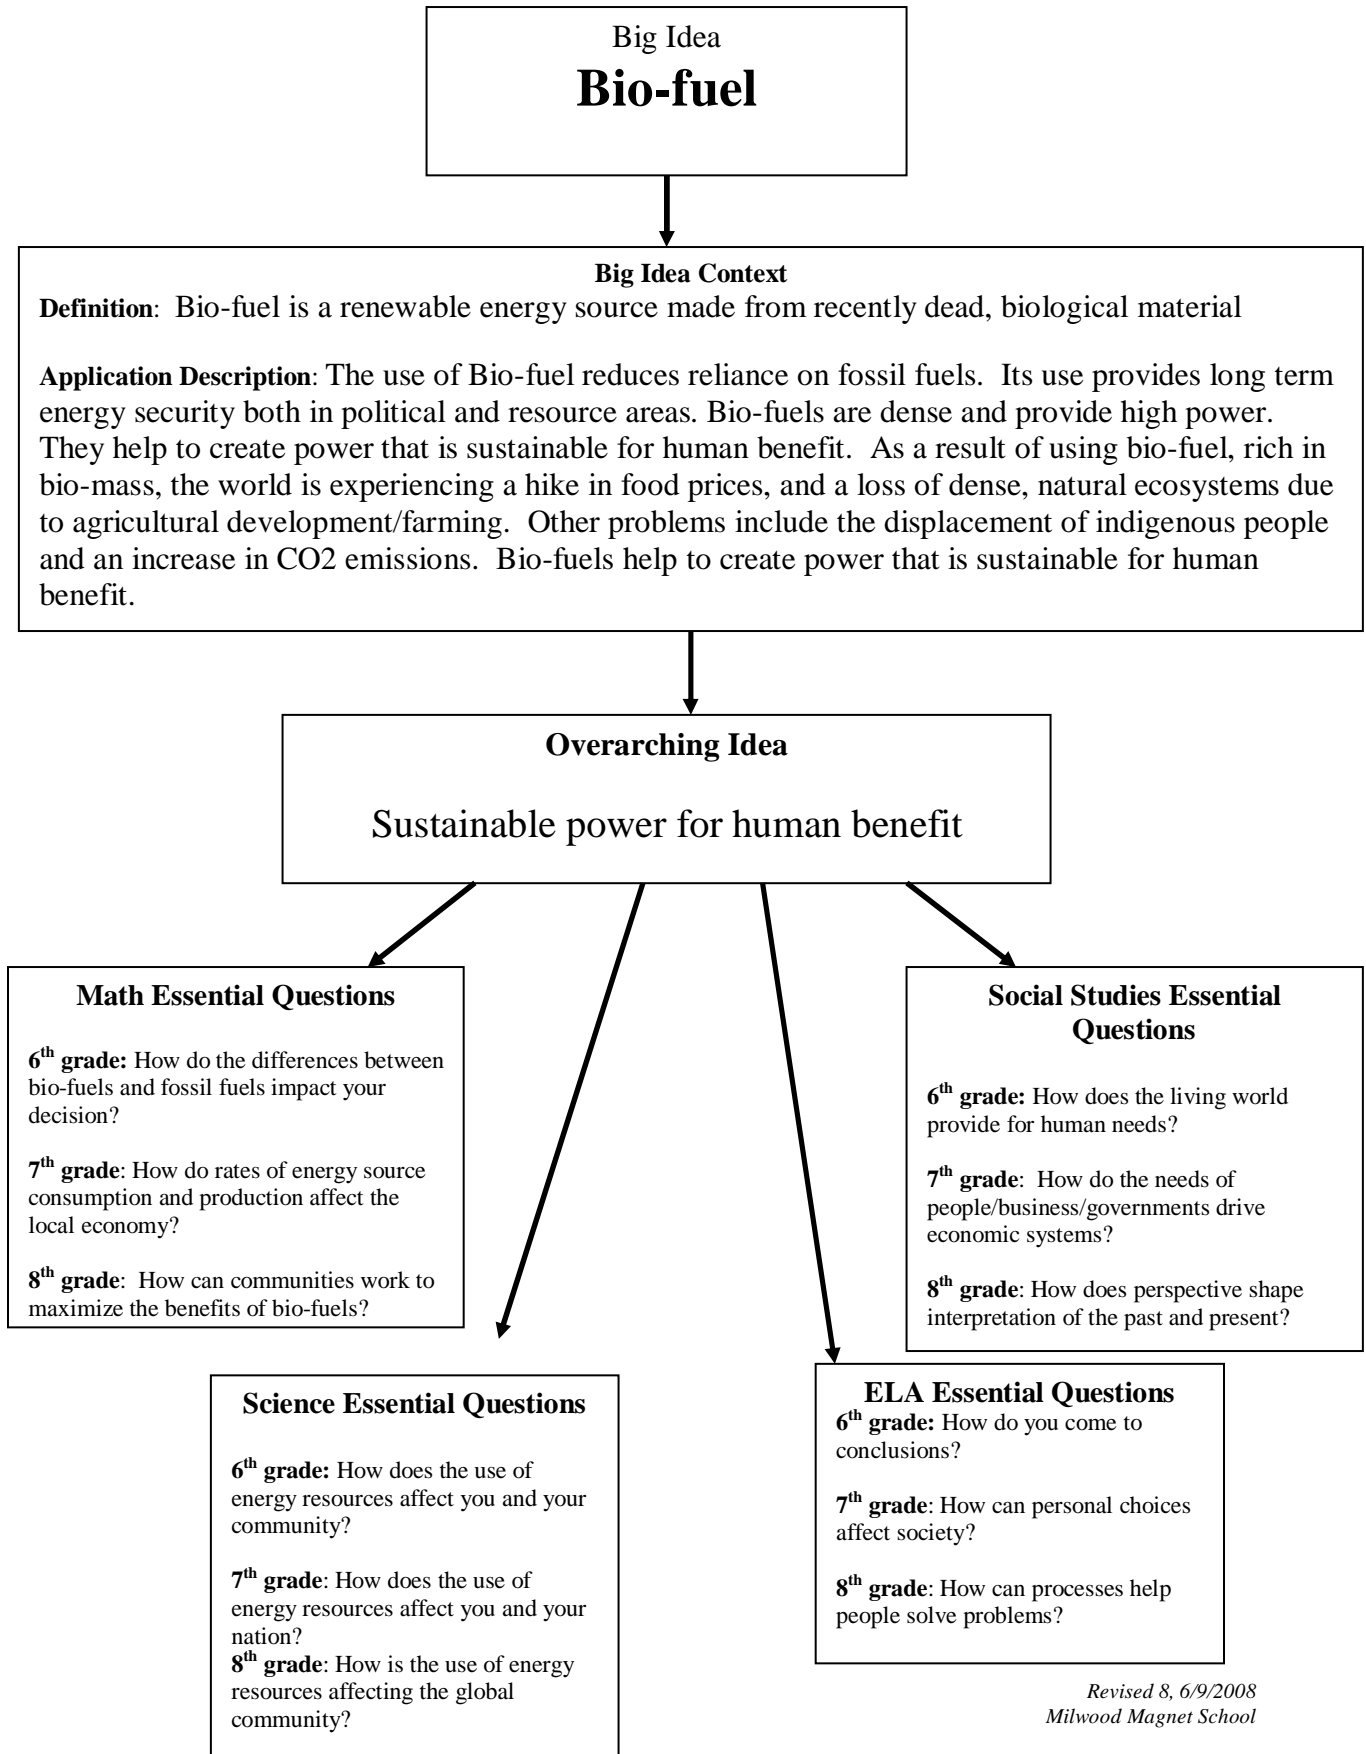 Big Idea
Bio-fuel
Big Idea Context
Definition: Bio-fuel is a renewable energy source made from recently dead, biological material
Application Description: The use of Bio-fuel reduces reliance on fossil fuels. Its use provides long term
energy security both in political and resource areas. Bio-fuels are dense and provide high power.
They help to create power that is sustainable for human benefit. As a result of using bio-fuel, rich in
bio-mass, the world is experiencing a hike in food prices, and a loss of dense, natural ecosystems due
to agricultural development/farming. Other problems include the displacement of indigenous people
and an increase in CO2 emissions. Bio-fuels help to create power that is sustainable for human
benefit.
Overarching Idea
Sustainable power for human benefit
Math Essential Questions
6th grade: How do the differences between
bio-fuels and fossil fuels impact your
decision?
7th grade: How do rates of energy source
consumption and production affect the
local economy?
8th grade: How can communities work to
maximize the benefits of bio-fuels?
Social Studies Essential
Questions
6th grade: How does the living world
provide for human needs?
7th grade: How do the needs of
people/business/governments drive
economic systems?
8th grade: How does perspective shape
interpretation of the past and present?
Science Essential Questions
6th grade: How does the use of
energy resources affect you and your
community?
7th grade: How does the use of
energy resources affect you and your
nation?
8th grade: How is the use of energy
resources affecting the global
community?
ELA Essential Questions
6th grade: How do you come to
conclusions?
7th grade: How can personal choices
affect society?
8th grade: How can processes help
people solve problems?
Revised 8, 6/9/2008
Milwood Magnet School